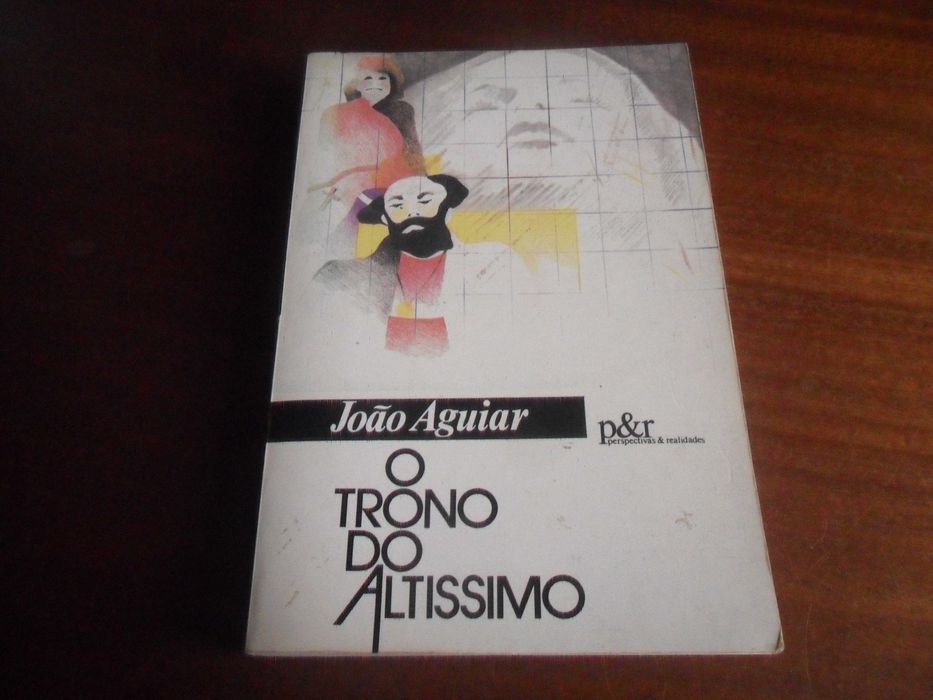 João Aguiar
p&r
perspectivas & realidades
O
TRONO
DO
ALTISSIMO